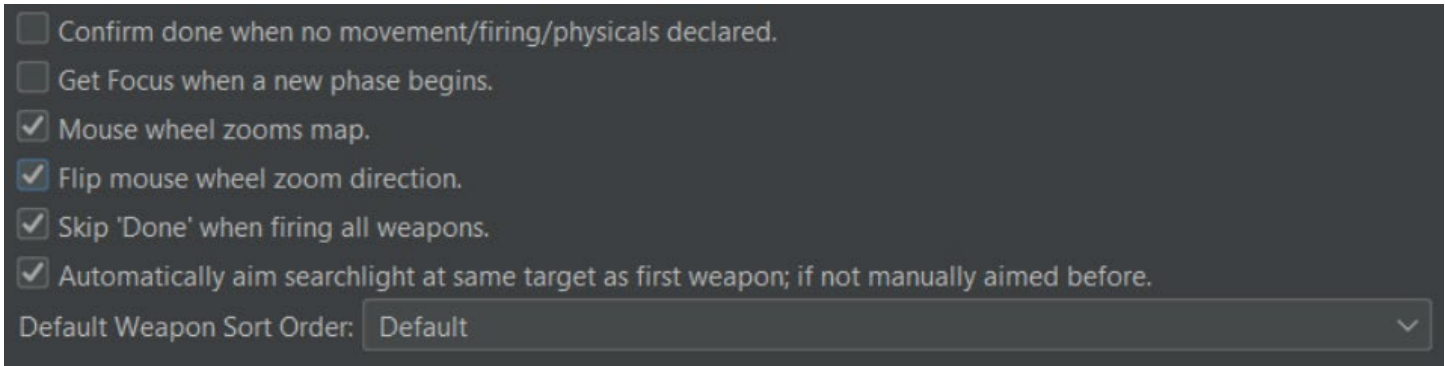 Confirm done when no movement/firing/physicals declared.
Get Focus when a new phase begins.
Mouse wheel zooms map.
Flip mouse wheel zoom direction.
Skip 'Done' when firing all weapons.
Automatically aim searchlight at same target as first weapon; if not manually aimed before.
Default Weapon Sort Order: Default